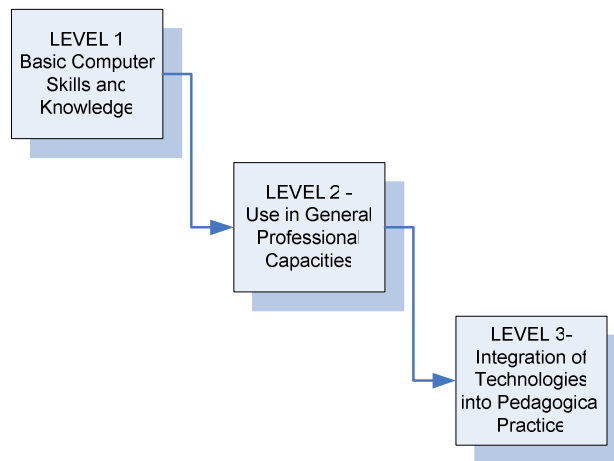 LEVEL 1
Basic Computer
Skills and
Knowledge
LEVEL 2 -
Use in General
Professional
Capacities
LEVEL 3-
Integration of
Technologies
into Pedagogica
Practice